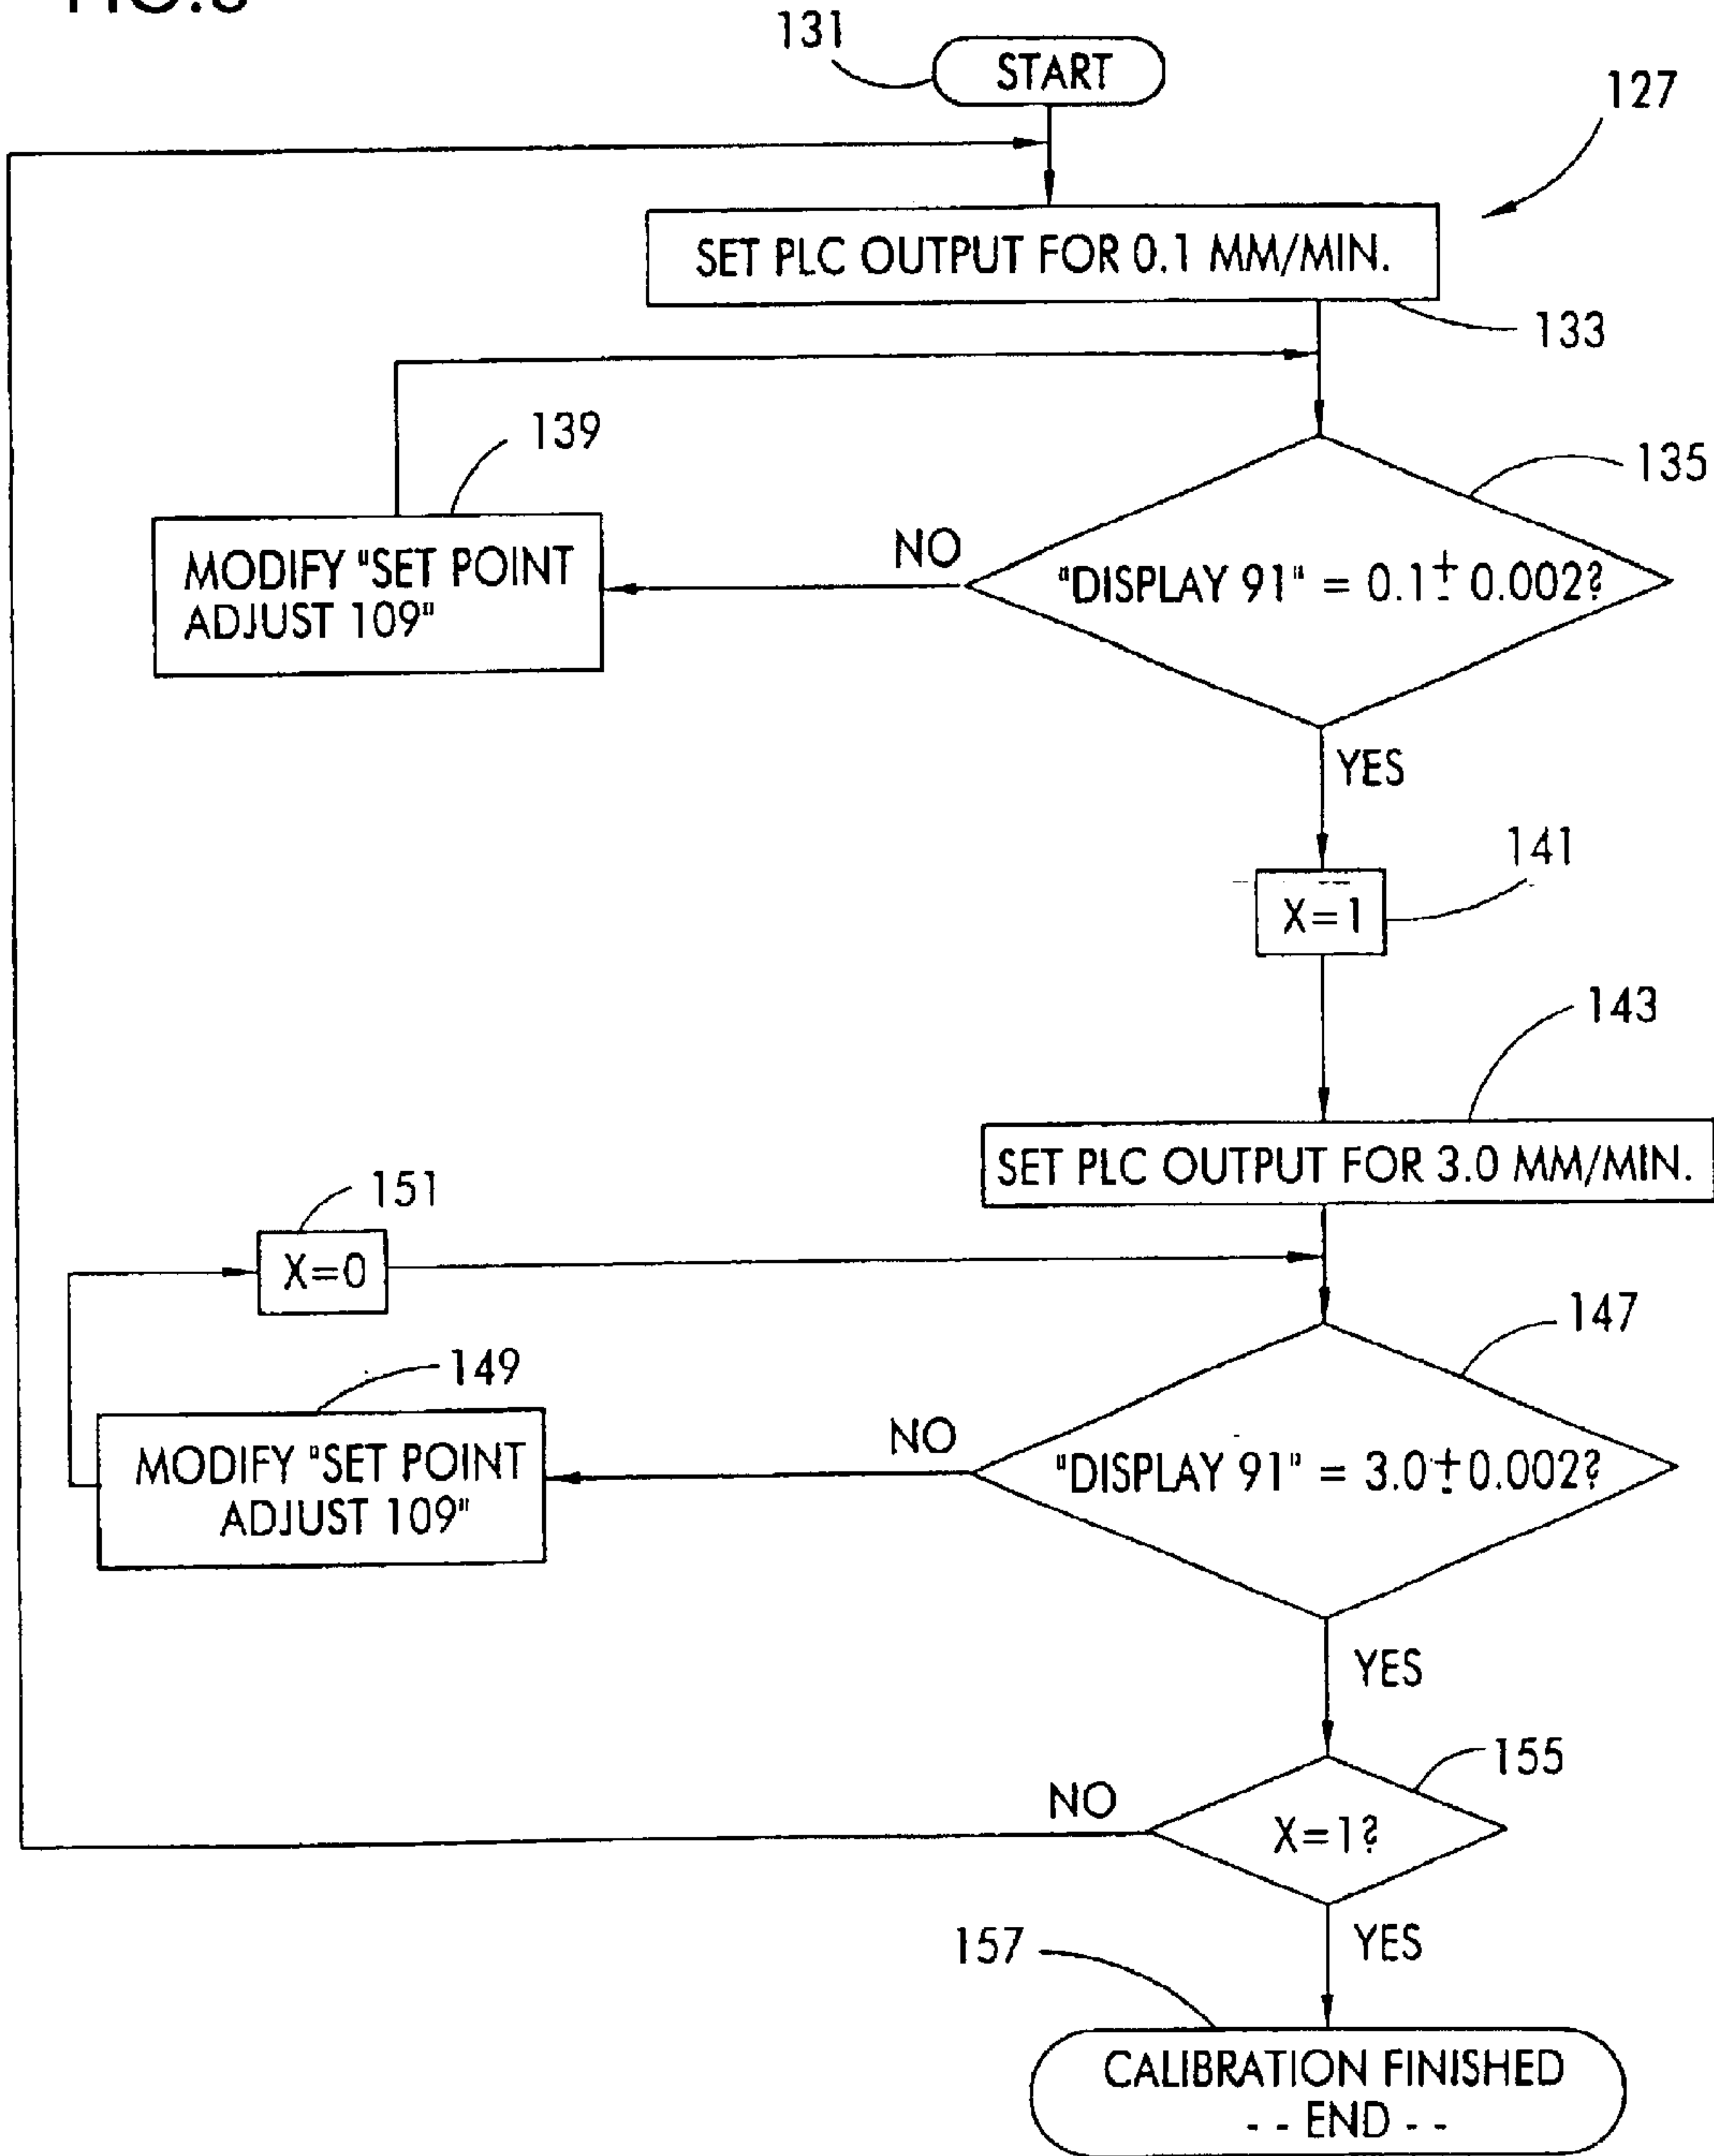 131
START
127
SET PLC OUTPUT FOR 0.1 MM/MIN.
133
139
135
MODIFY "SET POINT
ADJUST 109"
NO
"DISPLAY 91" = 0.1 ± 0.002?
YES
141
X=1
143
SET PLC OUTPUT FOR 3.0 MM/MIN.
151
X=0
147
149
MODIFY "SET POINT
ADJUST 109"
NO
"DISPLAY 91" = 3.0 ± 0.002?
YES
155
NO
X=1?
YES
157
CALIBRATION FINISHED
- - END - -